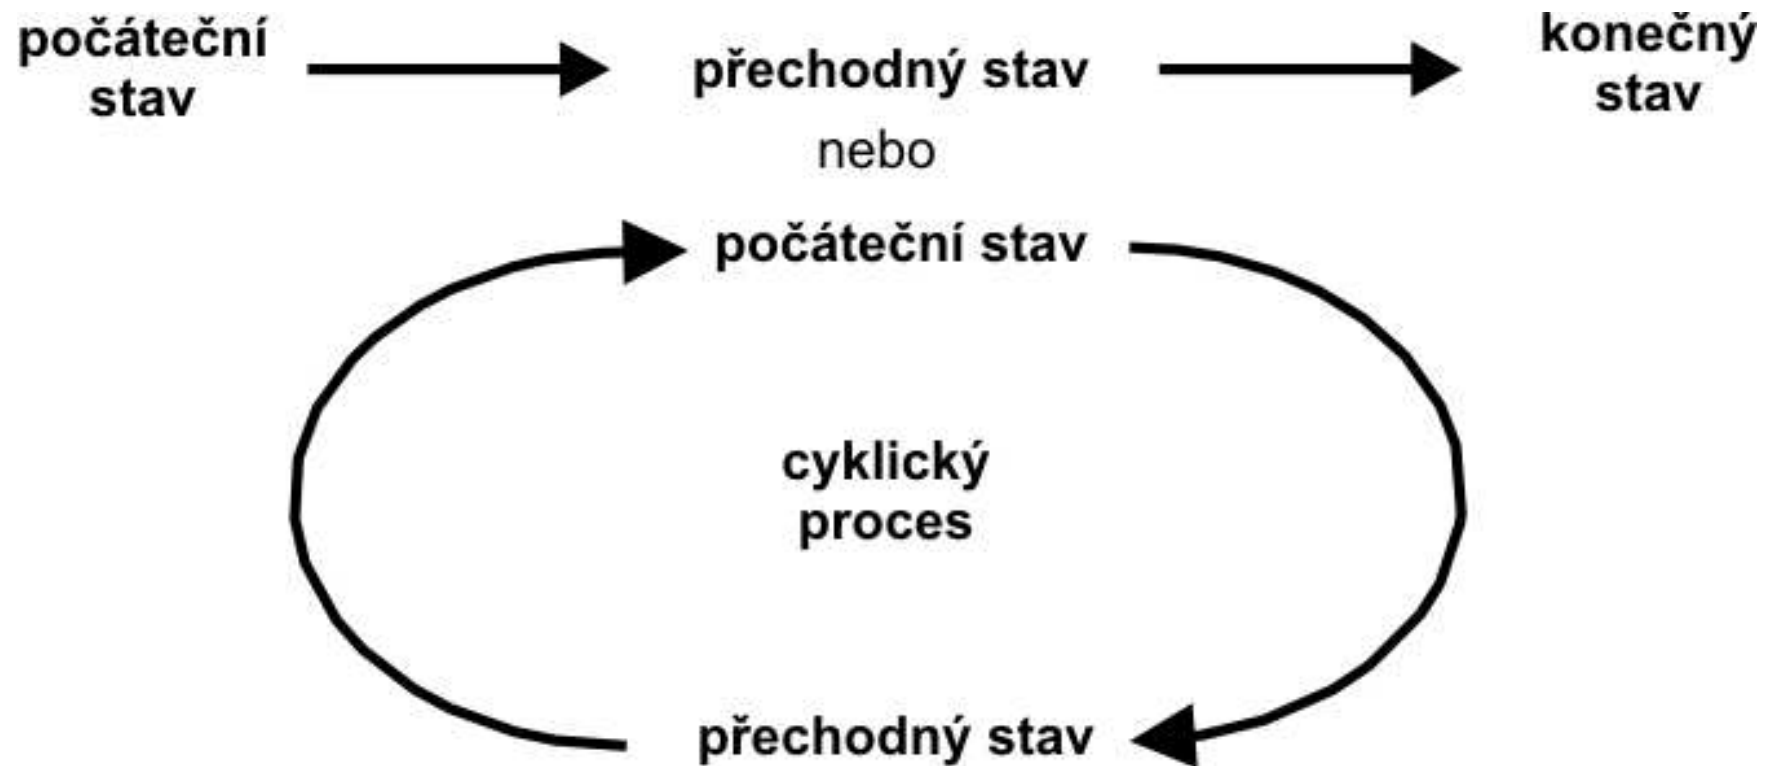 počáteční
stav
přechodný stav
konečný
stav
nebo
počáteční stav
cyklický
proces
přechodný stav